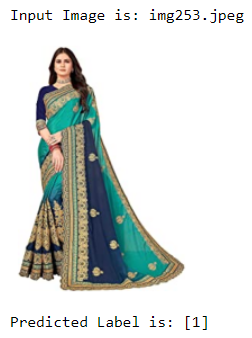 Input Image is: img253.jpeg
Predicted Label is: [1]